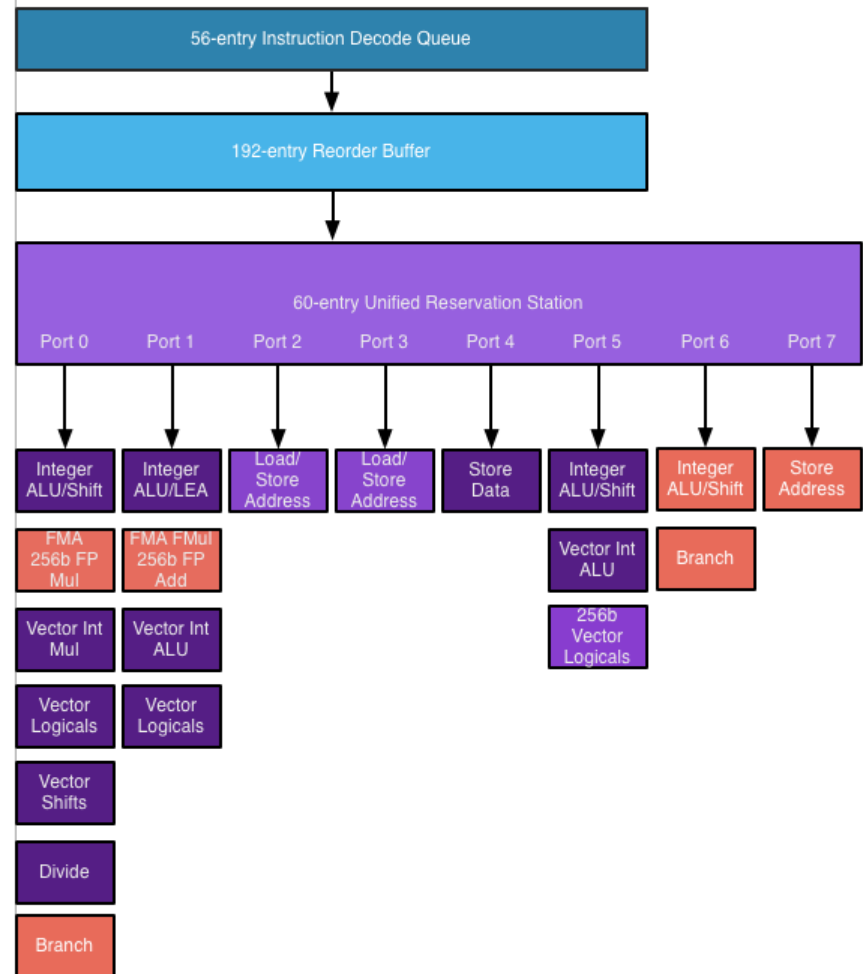 56-entry Instruction Decode Queue
192-entry Reorder Buffer
60-entry Unified Reservation Station
Port 0 Port 1 Port 2 Port 3 Port 4 Port 5 Port 6 Port 7
Integer
ALU/Shift
Integer
ALU/LEA
Load/
Store
Address
Load/
Store
Address
Store
Data
Integer
ALU/Shift
Integer
ALU/Shift
Store
Address
FMA
256b FP
Mul
FMA FMul
256b FP
Add
Vector Int
ALU
Branch
Vector Int
Mul
Vector Int
ALU
256b
Vector
Logicals
Vector
Logicals
Vector
Logicals
Vector
Shifts
Divide
Branch